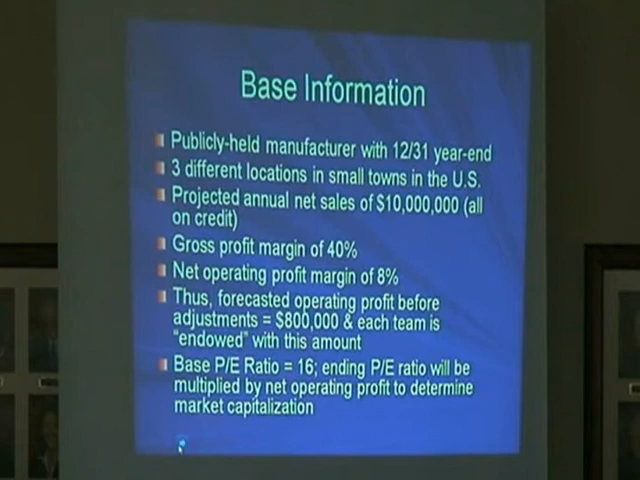 Base Information
Publicly-held manufacturer with 12/31 year-end
3 different locations in small towns in the U.S.
Projected annual net sales of $10,000,000 (all
on credit)
Gross profit margin of 40%
Net operating profit margin of 8%
Thus, forecasted operating profit before
adjustments = $800,000 & each team is
"endowed" with this amount
Base P/E Ratio = 16; ending P/E ratio will be
multiplied by net operating profit to determine
market capitalization